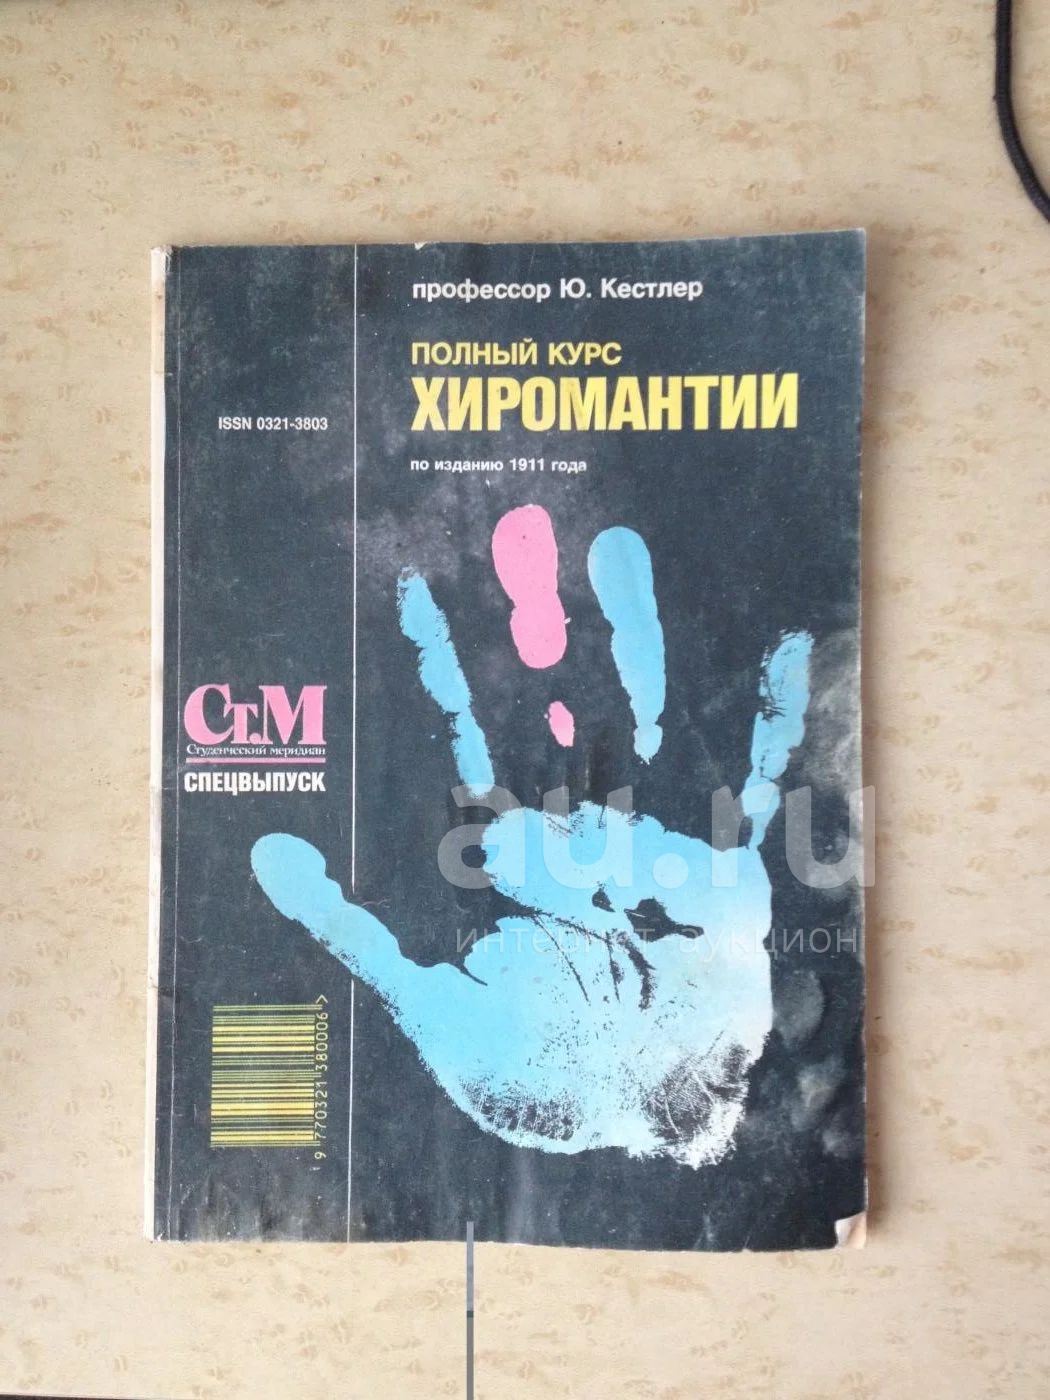 профессор Ю. Кестлер
ПОЛНЫЙ КУРС
ХИРОМАНТИИ
по изданию 1911 года
ISSN 0321-3803
Ст.М
Студенческий меридиан
СПЕЦВЫПУСК
9 770321 380006 >
au.ru
интернет-аукцион